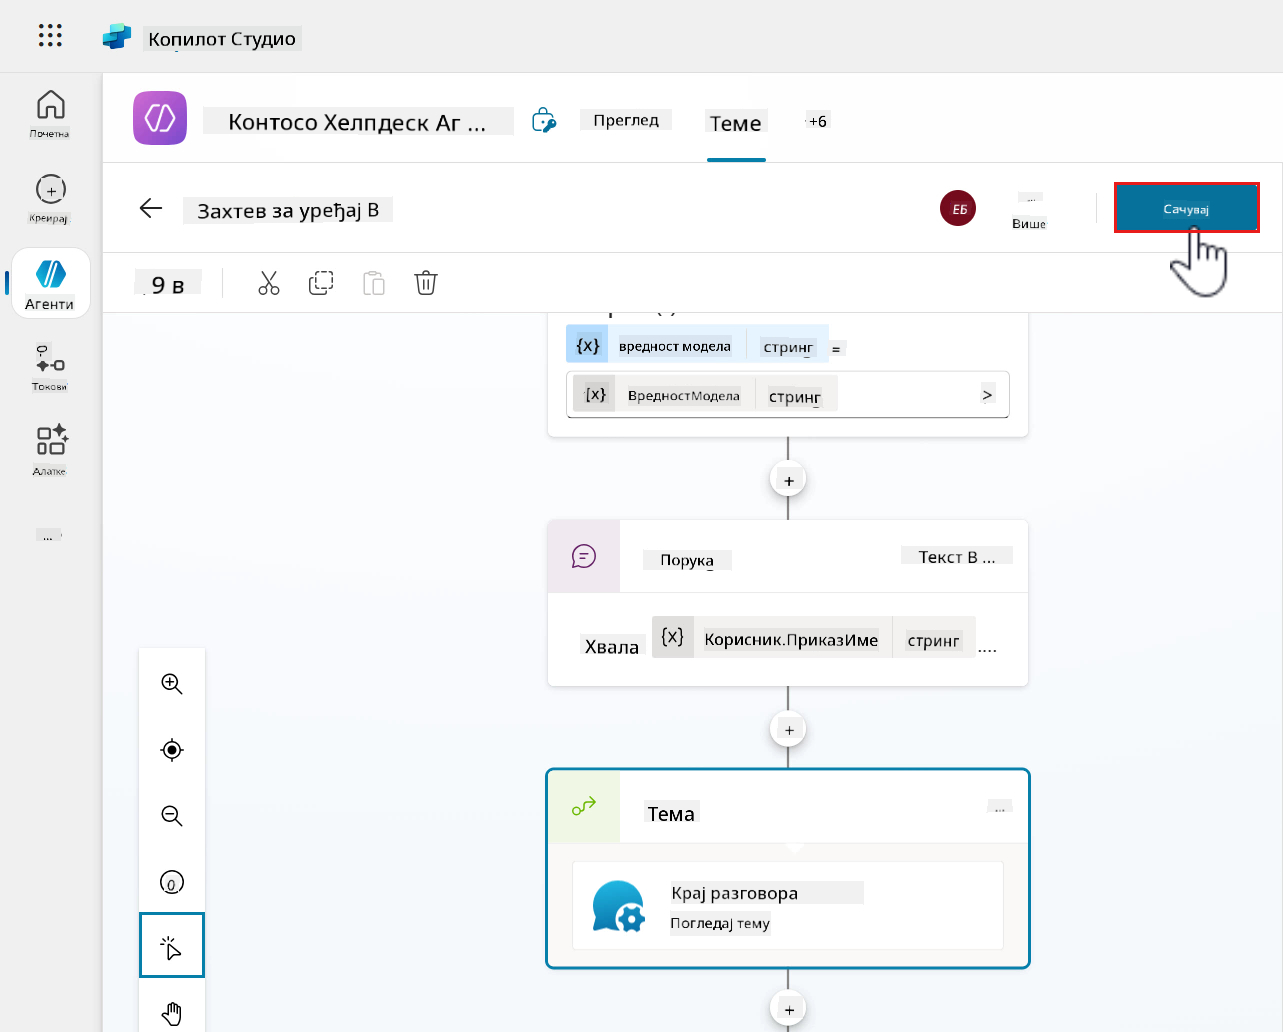 Копилот Студио
Почетна
Креирај
Агенти
Токови
Алатке
...
Контосо Хелпдеск Аг ...
Преглед
Теме
+6
Захтев за уређај В
ЕБ
...
Више
Сачувај
9 в
{x} вредност модела стринг =
{x} ВредностМодела стринг >
Порука
Текст В ...
Хвала {x} Корисник.ПриказИме стринг ....
Тема
...
Крај разговора
Погледај тему